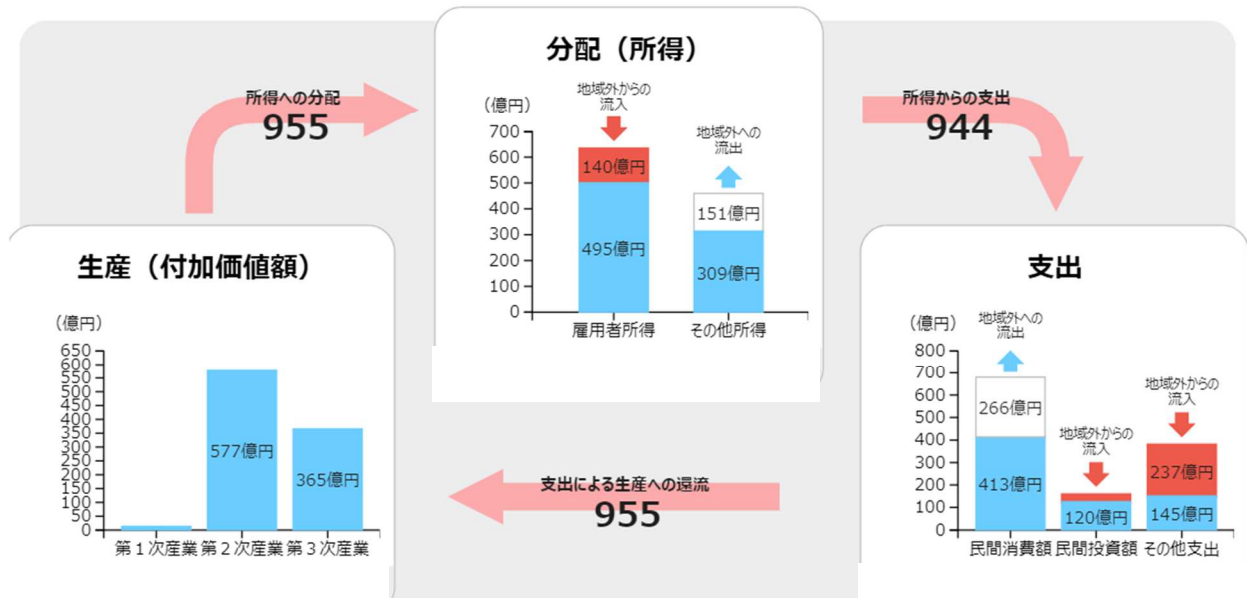 分配（所得）
所得への分配
955
地域外からの
流入
（億円）
地域外への
流出
700
600
500
400
300
200
100
0
140億円
495億円
151億円
309億円
雇用者所得
その他所得
所得からの支出
944
生産（付加価値額）
（億円）
650
600
550
500
450
400
350
300
250
200
150
100
50
0
577億円
365億円
第１次産業
第２次産業
第３次産業
支出による生産への還流
955
支出
（億円）
地域外への
流出
地域外からの
流入
地域外からの
流入
800
700
600
500
400
300
200
100
0
266億円
413億円
120億円
237億円
145億円
民間消費額
民間投資額
その他支出